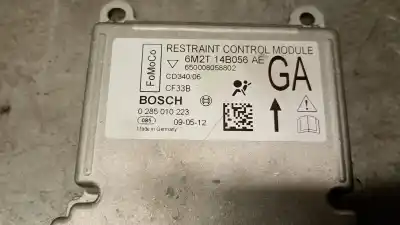 FoMoCo
RESTRAINT CONTROL MODULE
6M2T 14B056 AE
650008058802
CD340/06
CF33B
GA
BOSCH
0 285 010 223
085
09-05-12
Made in Germany